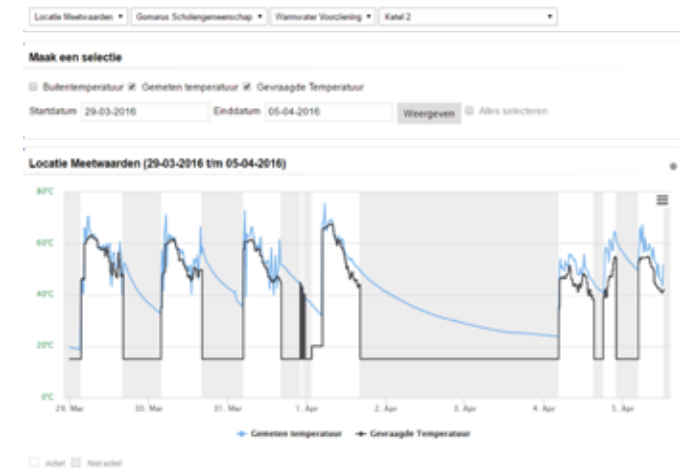 Locatie Meetwaarden Gomarus Scholengemeenschap Warmwater Voorziening Ketel 2
Maak een selectie
Buitentemperatuur Gemeten temperatuur Gevraagde Temperatuur
Startdatum 29-03-2016 Einddatum 05-04-2016 Weergeven Alles selecteren
Locatie Meetwaarden (29-03-2016 t/m 05-04-2016)
80°C
60°C
40°C
20°C
0°C
29. Mar 30. Mar 31. Mar 1. Apr 2. Apr 3. Apr 4. Apr 5. Apr
Gemeten temperatuur Gevraagde Temperatuur
Actief Niet actief